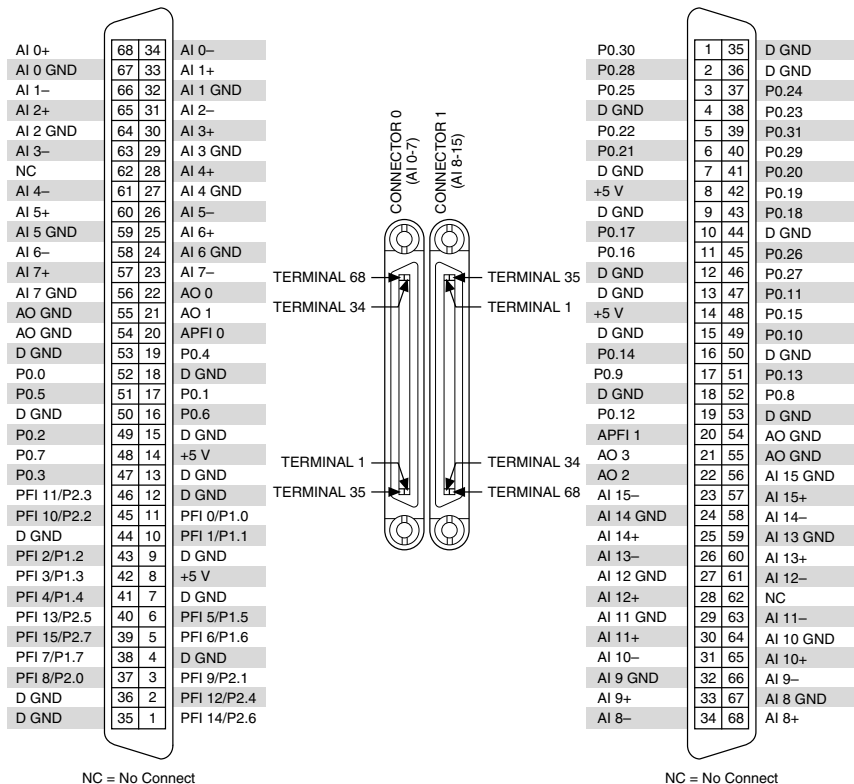 AI 0+ 68 34 AI 0–
AI 0 GND 67 33 AI 1+
AI 1– 66 32 AI 1 GND
AI 2+ 65 31 AI 2–
AI 2 GND 64 30 AI 3+
AI 3– 63 29 AI 3 GND
NC 62 28 AI 4+
AI 4– 61 27 AI 4 GND
AI 5+ 60 26 AI 5–
AI 5 GND 59 25 AI 6+
AI 6– 58 24 AI 6 GND
AI 7+ 57 23 AI 7–
AI 7 GND 56 22 AO 0
AO GND 55 21 AO 1
AO GND 54 20 APFI 0
D GND 53 19 P0.4
P0.0 52 18 D GND
P0.5 51 17 P0.1
D GND 50 16 P0.6
P0.2 49 15 D GND
P0.7 48 14 +5 V
P0.3 47 13 D GND
PFI 11/P2.3 46 12 D GND
PFI 10/P2.2 45 11 PFI 0/P1.0
D GND 44 10 PFI 1/P1.1
PFI 2/P1.2 43 9 D GND
PFI 3/P1.3 42 8 +5 V
PFI 4/P1.4 41 7 D GND
PFI 13/P2.5 40 6 PFI 5/P1.5
PFI 15/P2.7 39 5 PFI 6/P1.6
PFI 7/P1.7 38 4 D GND
PFI 8/P2.0 37 3 PFI 9/P2.1
D GND 36 2 PFI 12/P2.4
D GND 35 1 PFI 14/P2.6
NC = No Connect
CONNECTOR 0
(AI 0-7)
CONNECTOR 1
(AI 8-15)
TERMINAL 68
TERMINAL 35
TERMINAL 34
TERMINAL 1
TERMINAL 1
TERMINAL 34
TERMINAL 35
TERMINAL 68
P0.30 1 35 D GND
P0.28 2 36 D GND
P0.25 3 37 P0.24
D GND 4 38 P0.23
P0.22 5 39 P0.31
P0.21 6 40 P0.29
D GND 7 41 P0.20
+5 V 8 42 P0.19
D GND 9 43 P0.18
P0.17 10 44 D GND
P0.16 11 45 P0.26
D GND 12 46 P0.27
D GND 13 47 P0.11
+5 V 14 48 P0.15
D GND 15 49 P0.10
P0.14 16 50 D GND
P0.9 17 51 P0.13
D GND 18 52 P0.8
P0.12 19 53 D GND
APFI 1 20 54 AO GND
AO 3 21 55 AO GND
AO 2 22 56 AI 15 GND
AI 15– 23 57 AI 15+
AI 14 GND 24 58 AI 14–
AI 14+ 25 59 AI 13 GND
AI 13– 26 60 AI 13+
AI 12 GND 27 61 AI 12–
AI 12+ 28 62 NC
AI 11 GND 29 63 AI 11–
AI 11+ 30 64 AI 10 GND
AI 10– 31 65 AI 10+
AI 9 GND 32 66 AI 9–
AI 9+ 33 67 AI 8 GND
AI 8– 34 68 AI 8+
NC = No Connect